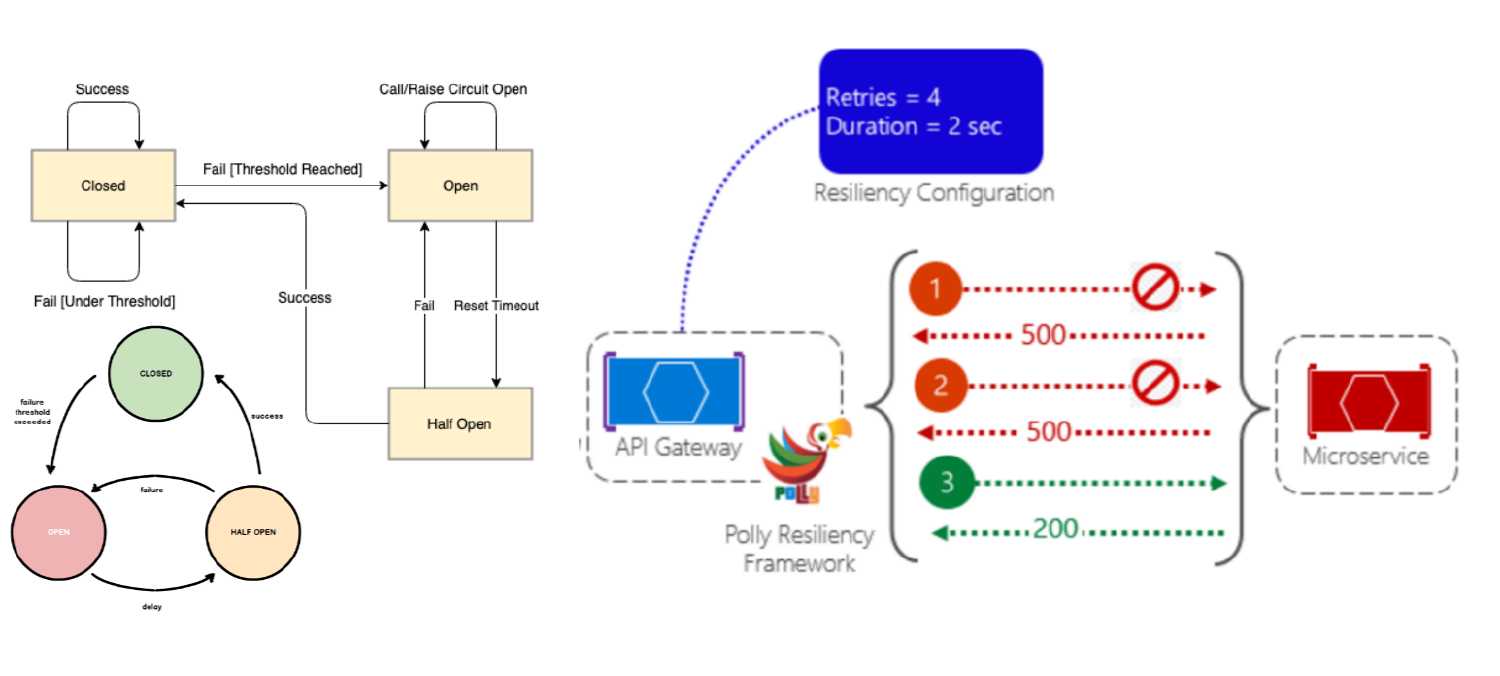 Success
Call/Raise Circuit Open
Closed
Fail [Threshold Reached]
Open
Fail [Under Threshold]
Success
Fail
Reset Timeout
Half Open
CLOSED
failure
threshold
exceeded
success
failure
OPEN
HALF OPEN
delay
Retries = 4
Duration = 2 sec
Resiliency Configuration
1
500
2
500
3
200
API Gateway
POLLY
Polly Resiliency
Framework
Microservice